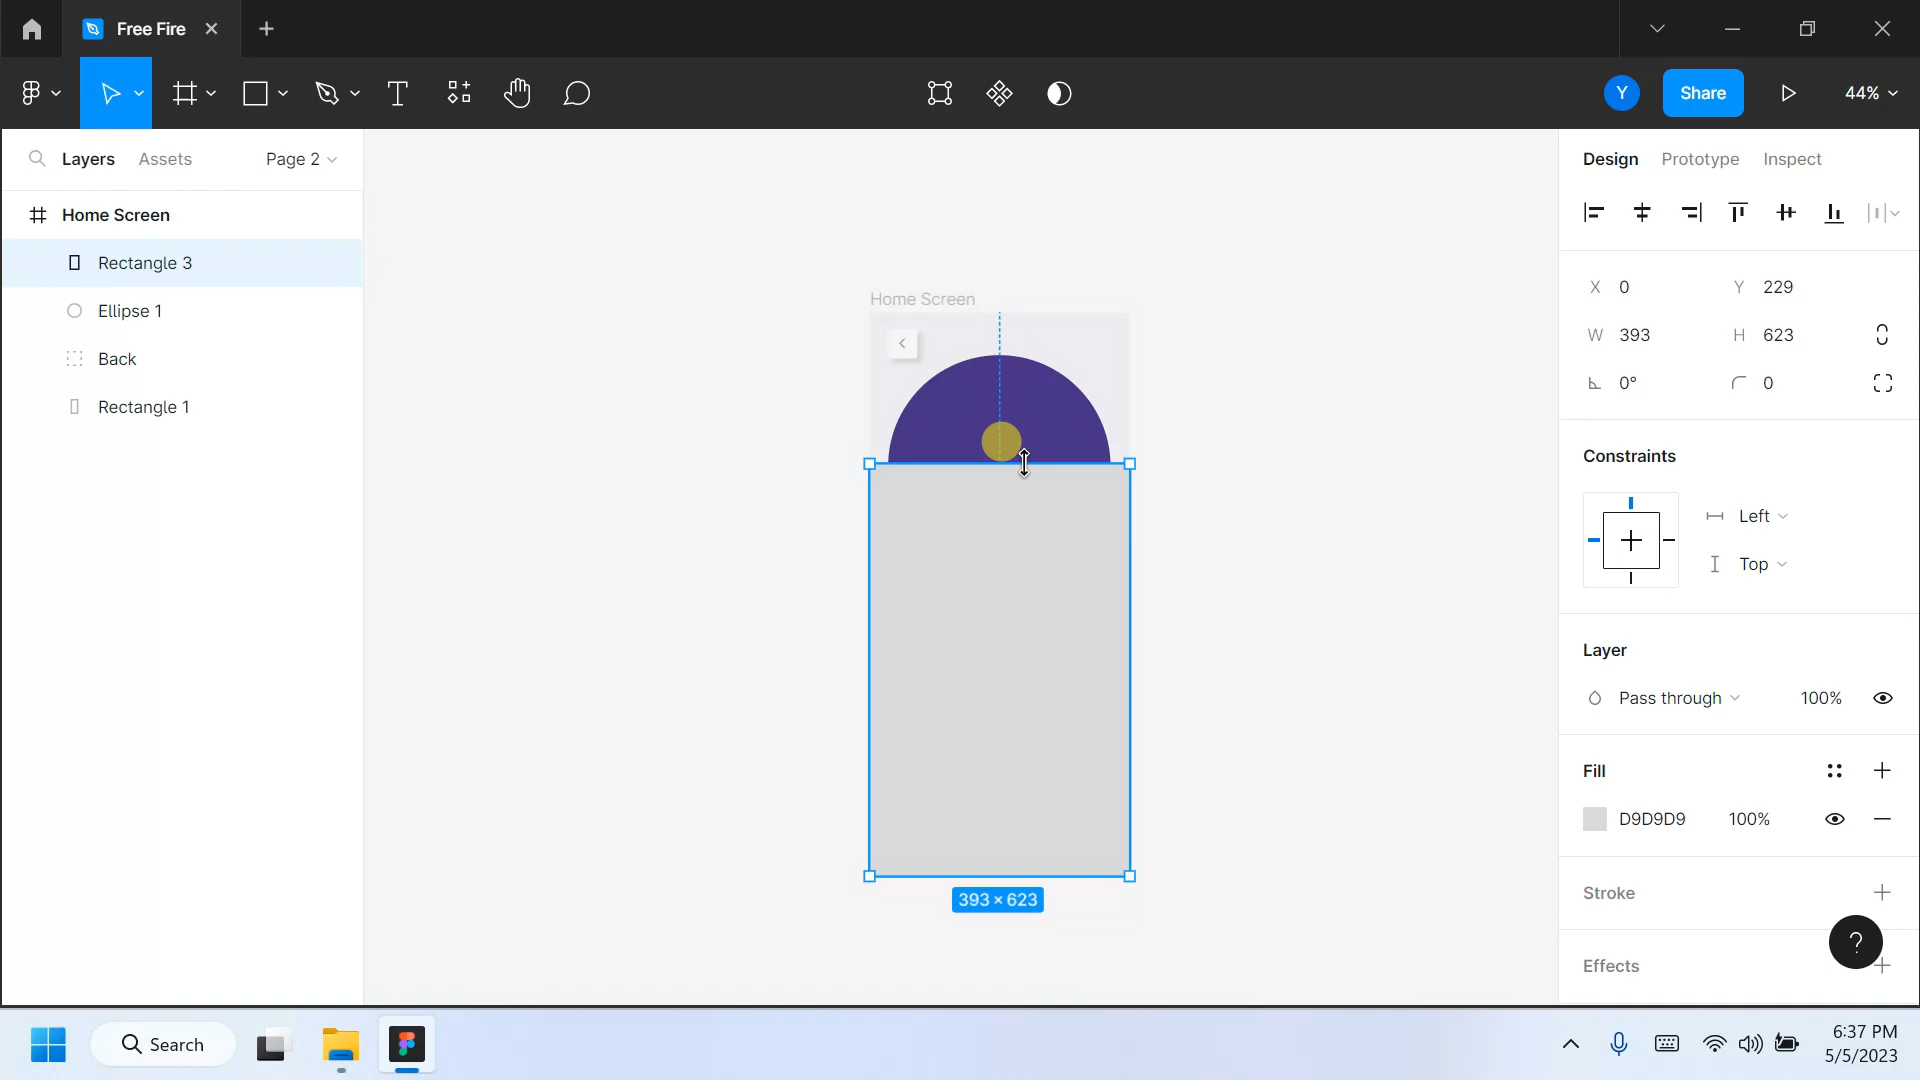 Free Fire
Y
Share
44%
Layers
Assets
Page 2
Design
Prototype
Inspect
Home Screen
Rectangle 3
Ellipse 1
Back
Rectangle 1
Home Screen
393 × 623
X 0
Y 229
W 393
H 623
0°
0
Constraints
Left
Top
Layer
Pass through
100%
Fill
D9D9D9
100%
Stroke
Effects
?
Search
6:37 PM
5/5/2023